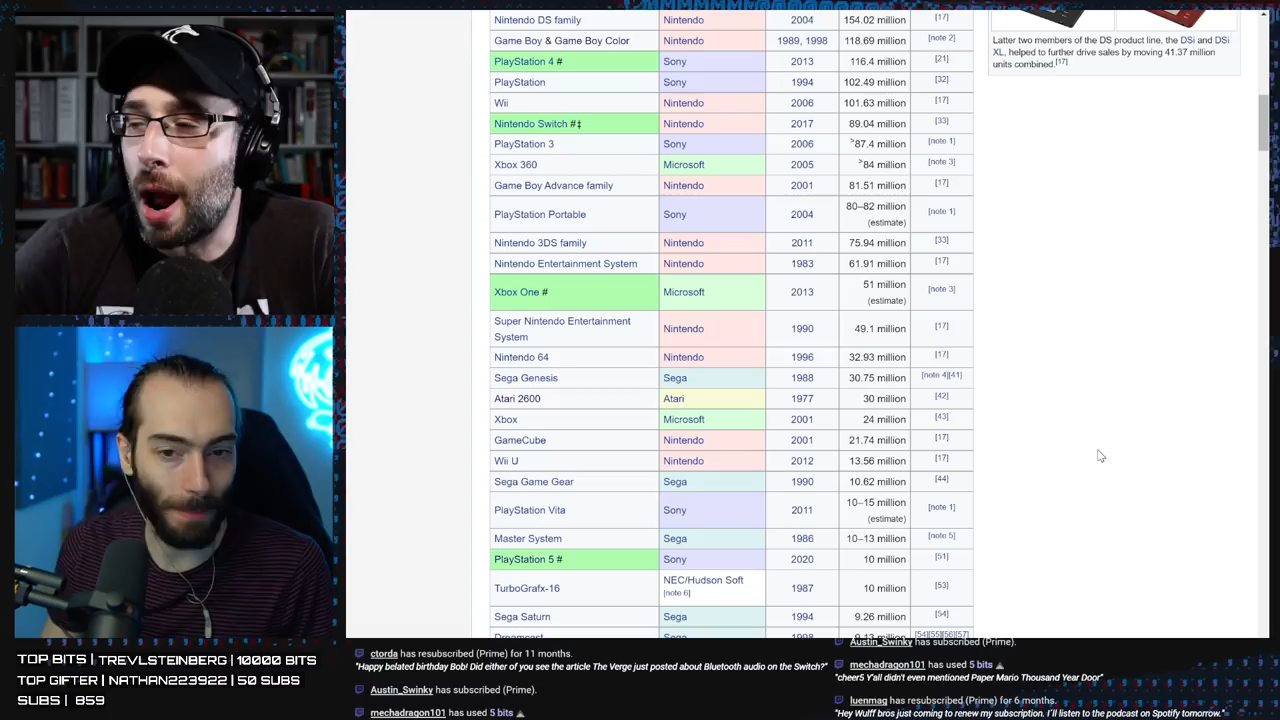 Nintendo DS family Nintendo 2004 154.02 million [17]
Game Boy & Game Boy Color Nintendo 1989, 1998 118.69 million [note 2]
PlayStation 4 # Sony 2013 116.4 million [21]
PlayStation Sony 1994 102.49 million [32]
Wii Nintendo 2006 101.63 million [17]
Nintendo Switch #‡ Nintendo 2017 89.04 million [33]
PlayStation 3 Sony 2006 >87.4 million [note 1]
Xbox 360 Microsoft 2005 >84 million [note 3]
Game Boy Advance family Nintendo 2001 81.51 million [17]
PlayStation Portable Sony 2004 80–82 million (estimate) [note 1]
Nintendo 3DS family Nintendo 2011 75.94 million [33]
Nintendo Entertainment System Nintendo 1983 61.91 million [17]
Xbox One # Microsoft 2013 51 million (estimate) [note 3]
Super Nintendo Entertainment System Nintendo 1990 49.1 million [17]
Nintendo 64 Nintendo 1996 32.93 million [17]
Sega Genesis Sega 1988 30.75 million [note 4][41]
Atari 2600 Atari 1977 30 million [42]
Xbox Microsoft 2001 24 million [43]
GameCube Nintendo 2001 21.74 million [17]
Wii U Nintendo 2012 13.56 million [17]
Sega Game Gear Sega 1990 10.62 million [44]
PlayStation Vita Sony 2011 10–15 million (estimate) [note 1]
Master System Sega 1986 10–13 million [note 5]
PlayStation 5 # Sony 2020 10 million [51]
TurboGrafx-16 NEC/Hudson Soft [note 6] 1987 10 million [53]
Sega Saturn Sega 1994 9.26 million [54]
Dreamcast Sega 1998 9.13 million [54][55][56][57]
Latter two members of the DS product line, the DSi and DSi
XL, helped to further drive sales by moving 41.37 million
units combined.[17]
TOP BITS | TREVLSTEINBERG | 10000 BITS
TOP GIFTER | NATHAN223922 | 50 SUBS
SUBS | 859
ctorda has resubscribed (Prime) for 11 months.
"Happy belated birthday Bob! Did either of you see the article The Verge just posted about Bluetooth audio on the Switch?"
Austin_Swinky has subscribed (Prime).
mechadragon101 has used 5 bits
Austin_Swinky has subscribed (Prime).
mechadragon101 has used 5 bits
"cheer5 Y'all didn't even mentioned Paper Mario Thousand Year Door"
luenmag has resubscribed (Prime) for 6 months.
"Hey Wulff bros just coming to renew my subscription. I'll listen to the podcast on Spotify tomorrow."